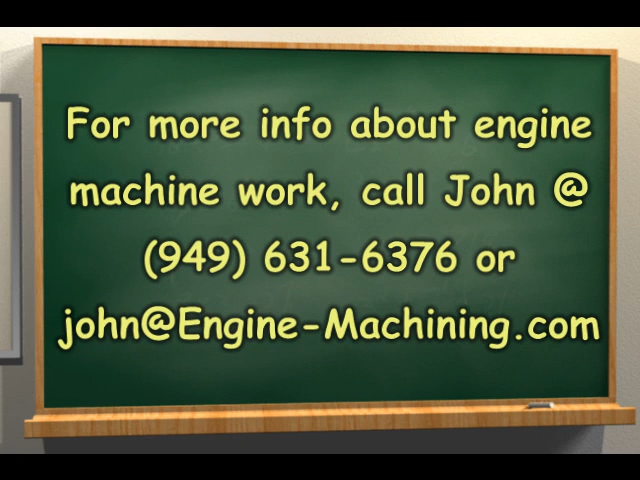 For more info about engine
machine work, call John @
(949) 631-6376 or
john@Engine-Machining.com